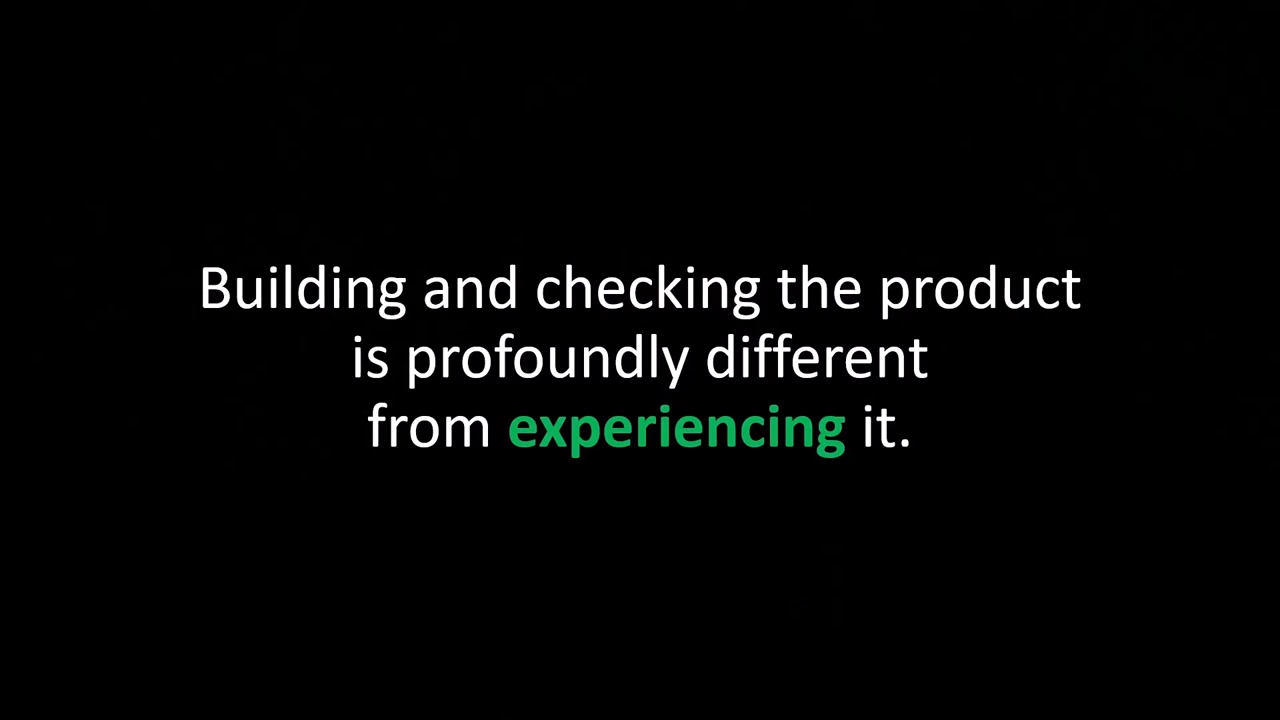 Building and checking the product
is profoundly different
from experiencing it.